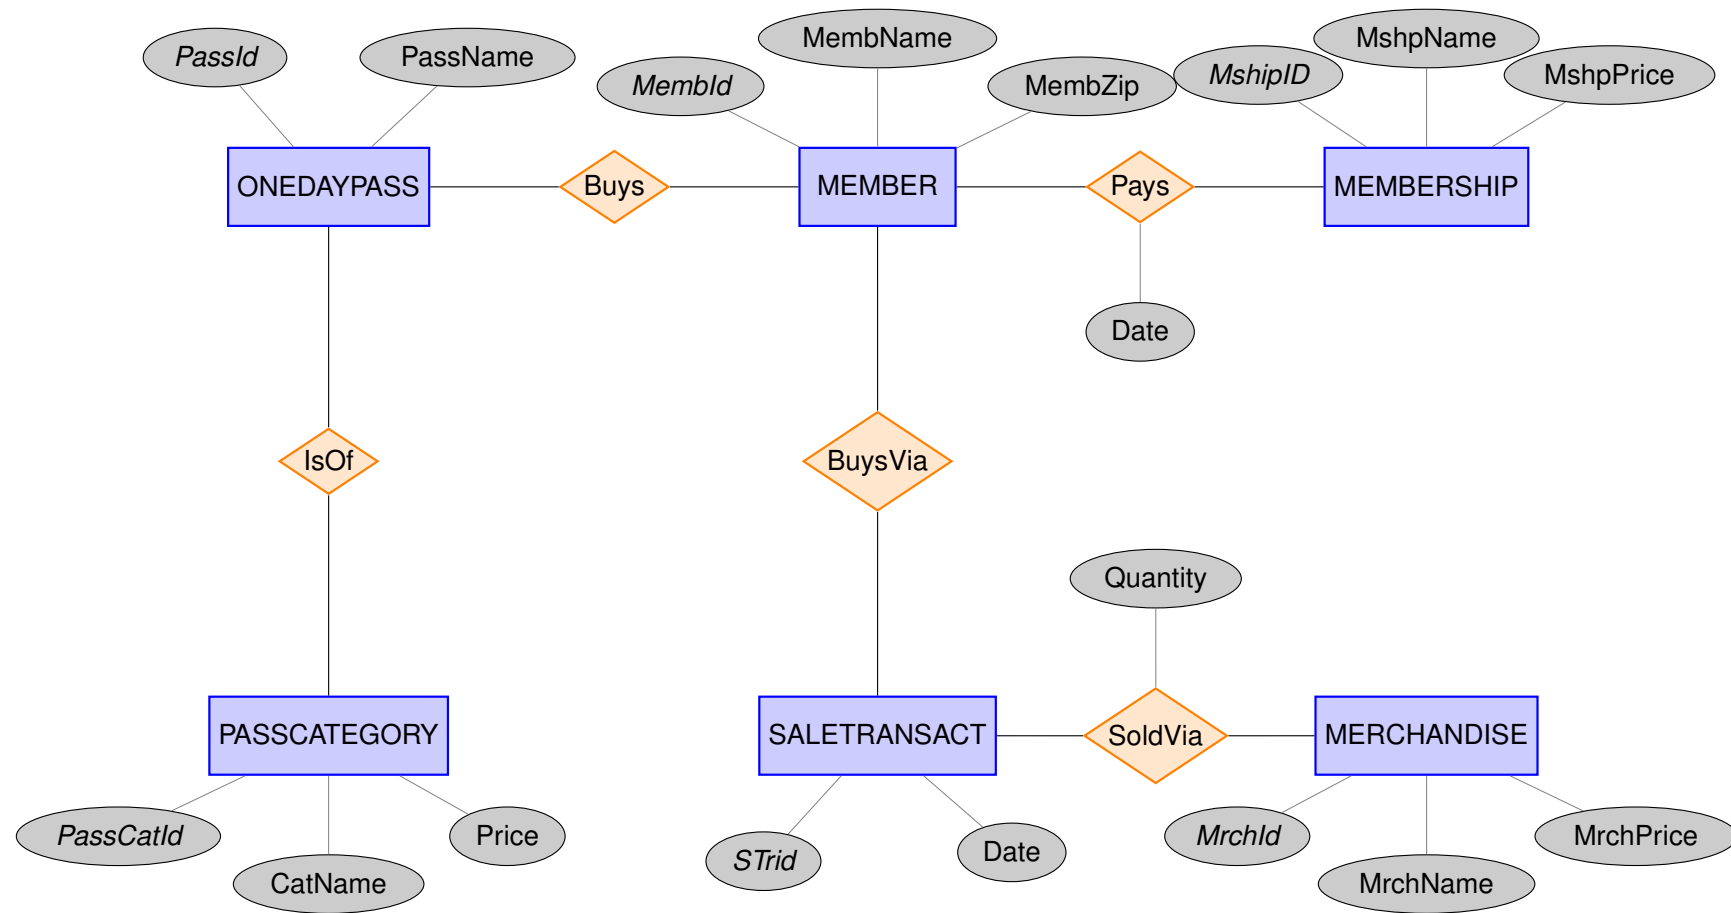 PassId
PassName
MembId
MembName
MembZip
MshipID
MshpName
MshpPrice
ONEDAYPASS
Buys
MEMBER
Pays
MEMBERSHIP
Date
IsOf
BuysVia
Quantity
PASSCATEGORY
SALETRANSACT
SoldVia
MERCHANDISE
PassCatId
CatName
Price
STrid
Date
MrchId
MrchName
MrchPrice